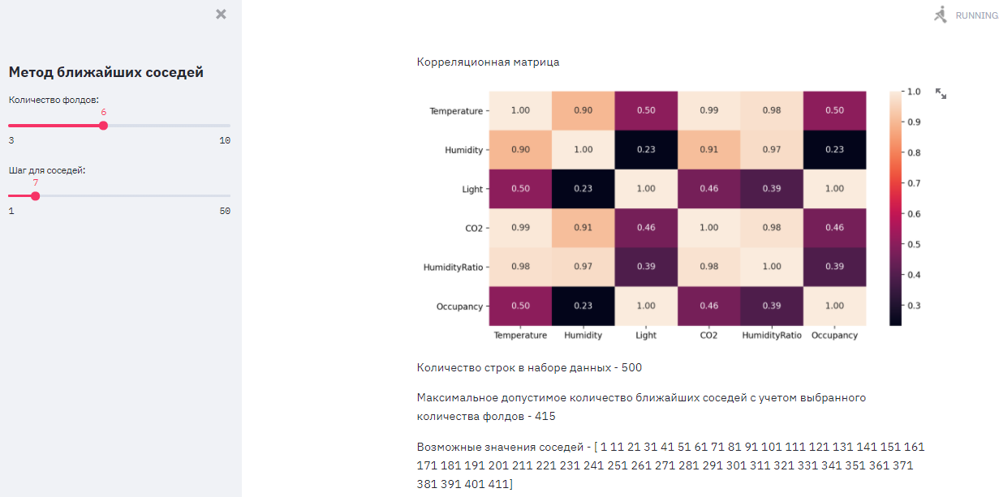 RUNNING
Метод ближайших соседей
Количество фолдов:
6
3 10
Шаг для соседей:
7
1 50
Корреляционная матрица
Temperature 1.00 0.90 0.50 0.99 0.98 0.50
Humidity 0.90 1.00 0.23 0.91 0.97 0.23
Light 0.50 0.23 1.00 0.46 0.39 1.00
CO2 0.99 0.91 0.46 1.00 0.98 0.46
HumidityRatio 0.98 0.97 0.39 0.98 1.00 0.39
Occupancy 0.50 0.23 1.00 0.46 0.39 1.00
Temperature Humidity Light CO2 HumidityRatio Occupancy
1.0
0.9
0.8
0.7
0.6
0.5
0.4
0.3
Количество строк в наборе данных - 500
Максимальное допустимое количество ближайших соседей с учетом выбранного
количества фолдов - 415
Возможные значения соседей - [ 1 11 21 31 41 51 61 71 81 91 101 111 121 131 141 151 161
171 181 191 201 211 221 231 241 251 261 271 281 291 301 311 321 331 341 351 361 371
381 391 401 411]